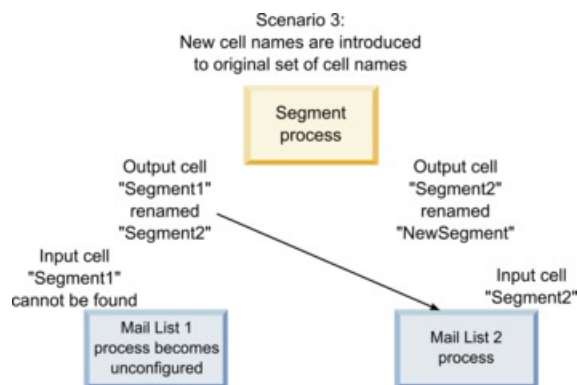 Scenario 3:
New cell names are introduced
to original set of cell names
Segment
process
Output cell
"Segment1"
renamed
"Segment2"
Output cell
"Segment2"
renamed
"NewSegment"
Input cell
"Segment1"
cannot be found
Input cell
"Segment2"
Mail List 1
process becomes
unconfigured
Mail List 2
process